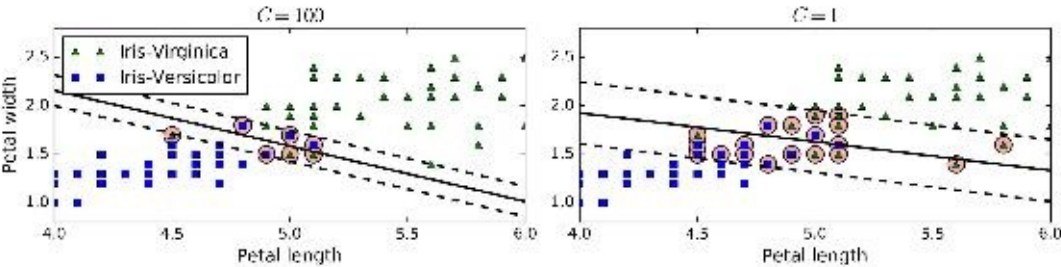 C = 100
Iris-Virginica
Iris-Versicolor
Petal width
2.5
2.0
1.5
1.0
4.0 4.5 5.0 5.5 6.0
Petal length
C = 1
2.5
2.0
1.5
1.0
4.0 4.5 5.0 5.5 6.0
Petal length